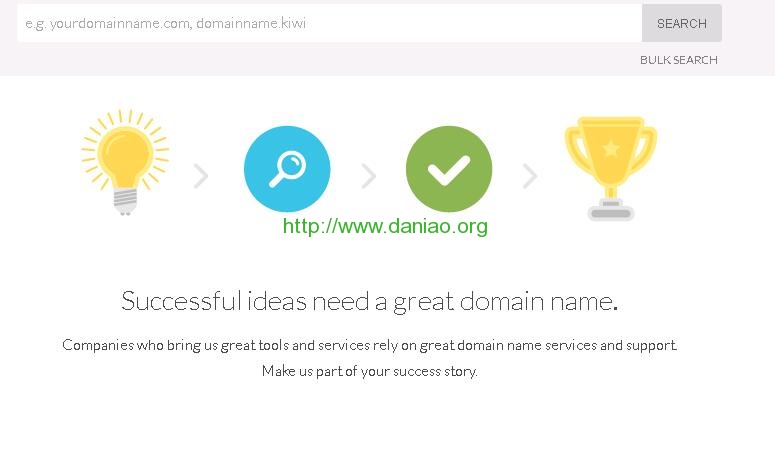 e.g. yourdomainname.com, domainname.kiwi
SEARCH
BULK SEARCH
http://www.daniao.org
Successful ideas need a great domain name.
Companies who bring us great tools and services rely on great domain name services and support.
Make us part of your success story.